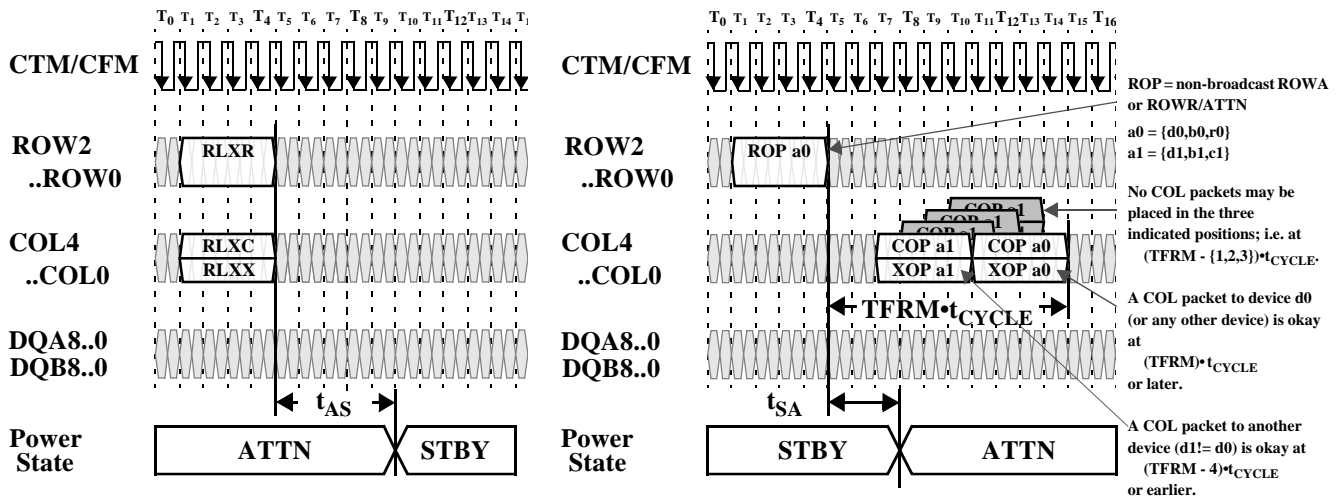 T0 T1 T2 T3 T4 T5 T6 T7 T8 T9 T10 T11 T12 T13 T14
CTM/CFM
ROW2
..ROW0
RLXR
COL4
..COL0
RLXC
RLXX
DQA8..0
DQB8..0
tAS
Power
State
ATTN
STBY
T0 T1 T2 T3 T4 T5 T6 T7 T8 T9 T10 T11 T12 T13 T14 T15 T16
CTM/CFM
ROW2
..ROW0
ROP a0
COP a1
COP a1
COP a1
COL4
..COL0
COP a1
COP a0
XOP a1
XOP a0
TFRM•tCYCLE
DQA8..0
DQB8..0
tSA
Power
State
STBY
ATTN
ROP = non-broadcast ROWA
or ROWR/ATTN
a0 = {d0,b0,r0}
a1 = {d1,b1,c1}
No COL packets may be
placed in the three
indicated positions; i.e. at
(TFRM - {1,2,3})•tCYCLE.
A COL packet to device d0
(or any other device) is okay
at
(TFRM)• tCYCLE
or later.
A COL packet to another
device (d1!= d0) is okay at
(TFRM - 4)•tCYCLE
or earlier.